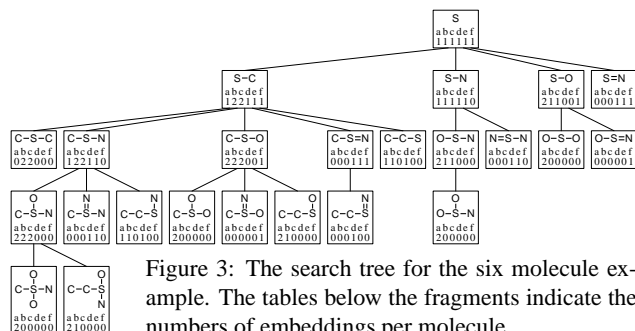 S
abcdef
111111
S-C
abcdef
122111
S-N
abcdef
111110
S-O
abcdef
211001
S=N
abcdef
000111
C-S-C
abcdef
022000
C-S-N
abcdef
122110
C-S-O
abcdef
222001
C-S=N
abcdef
000111
C-C-S
abcdef
110100
O-S-N
abcdef
211000
N=S-N
abcdef
000110
O-S-O
abcdef
200000
O-S=N
abcdef
000001
O
C-S-N
abcdef
222000
N
C-S-N
abcdef
000110
N
C-C-S
abcdef
110100
O
C-S-O
abcdef
200000
N
C-S-O
abcdef
000001
O
C-C-S
abcdef
210000
N
C-C-S
abcdef
000100
O
O-S-N
abcdef
200000
O
C-S-N
O
abcdef
200000
O
C-C-S
N
abcdef
210000
Figure 3: The search tree for the six molecule ex-
ample. The tables below the fragments indicate the
numbers of embeddings per molecule.